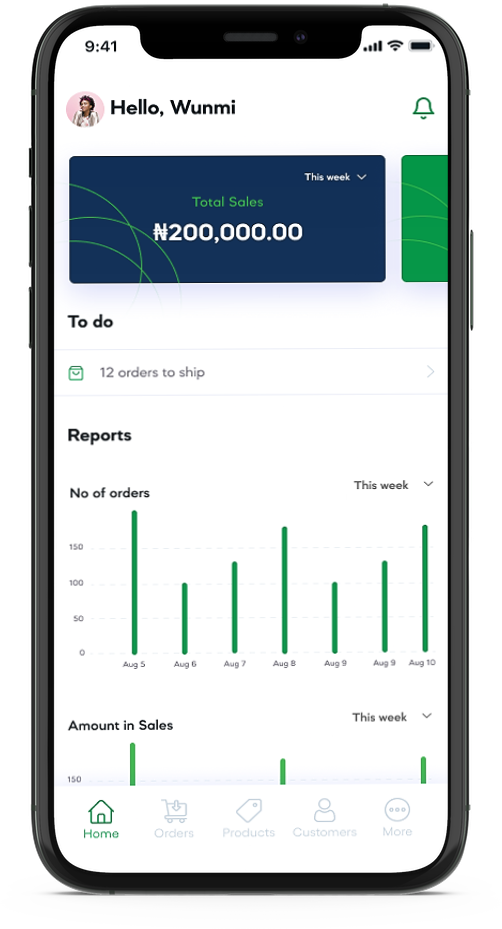 9:41
Hello, Wunmi
This week
Total Sales
₦200,000.00
To do
12 orders to ship
Reports
No of orders
This week
150
100
50
0
Aug 5 Aug 6 Aug 7 Aug 8 Aug 9 Aug 9 Aug 10
Amount in Sales
This week
150
Home Orders Products Customers More